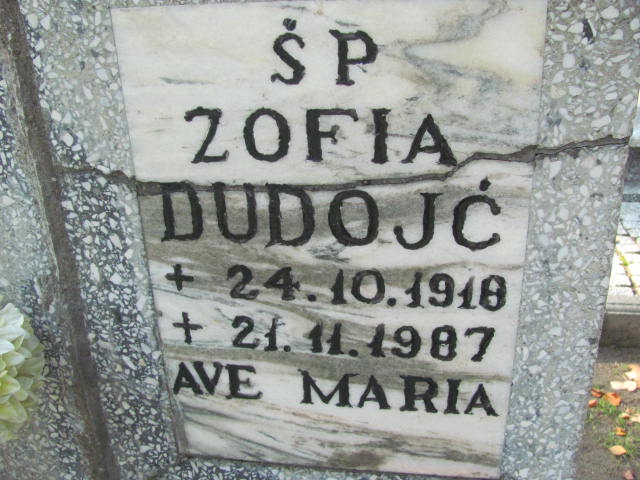 ŚP
ZOFIA
DUDOJĆ
+ 24.10.1918
+ 21.11.1987
AVE MARIA